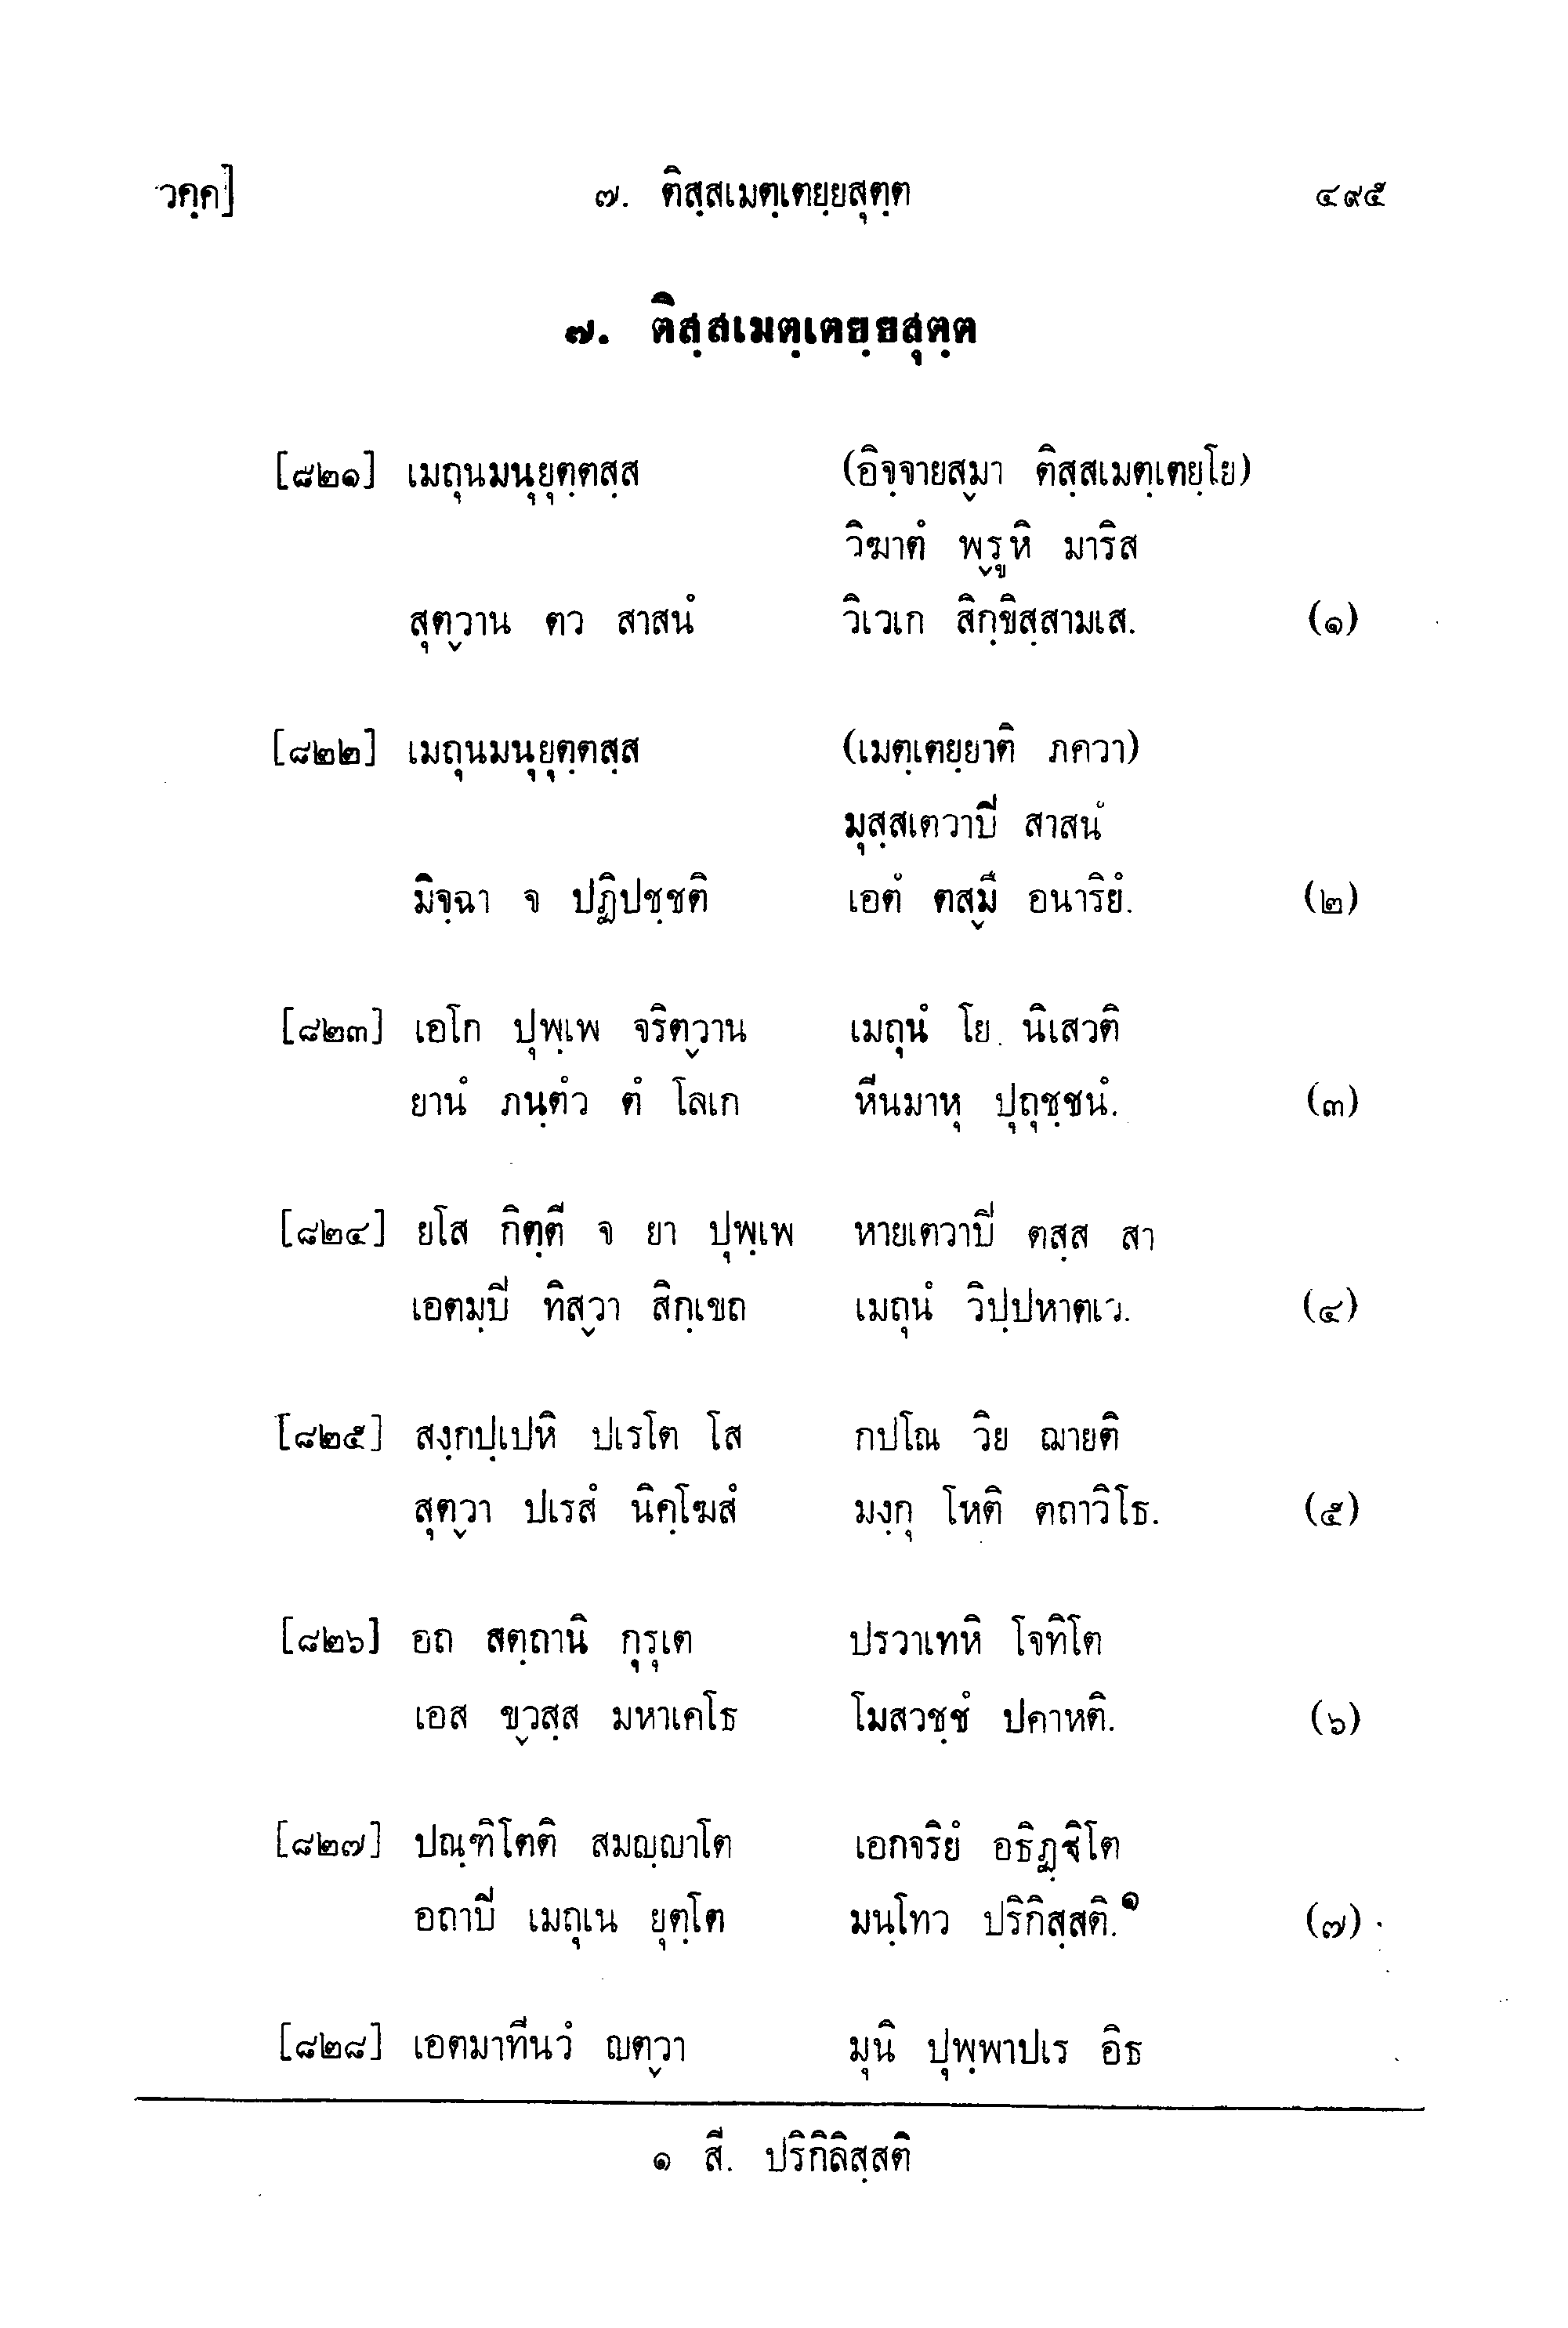 วคฺค] ๗. ติสฺสเมตฺเตยฺยสุตฺต ๔๙๕
๗. ติสฺสเมตฺเตยฺยสุตฺต
[๘๒๑] เมถุนมนุยุตฺตสฺส (อิจฺจายสฺมา ติสฺสเมตฺเตยฺโย)
วิฆาตํ พฺรูหิ มาริส
สุตฺวาน ตว สาสนํ วิเวเก สิกฺขิสฺสามเส. (๑)
[๘๒๒] เมถุนมนุยุตฺตสฺส (เมตฺเตยฺยาติ ภควา)
มุสฺสเตวาปิ สาสนํ
มิจฺฉา จ ปฏิปชฺชติ เอตํ ตสฺมึ อนาริยํ. (๒)
[๘๒๓] เอโก ปุพฺเพ จริตฺวาน เมถุนํ โย นิเสวติ
ยานํ ภนฺตํว ตํ โลเก หีนมาหุ ปุถุชฺชนํ. (๓)
[๘๒๔] ยโส กิตฺตี จ ยา ปุพฺเพ หายเตวาปิ ตสฺส สา
เอตมฺปิ ทิสฺวา สิกฺเขถ เมถุนํ วิปฺปหาตเว. (๔)
[๘๒๕] สงฺกปฺเปหิ ปเรโต โส กปโณ วิย ฌายติ
สุตฺวา ปเรสํ นิคฺโฆสํ มงฺกุ โหติ ตถาวิโธ. (๕)
[๘๒๖] อถ สตฺถานิ กุรุเต ปรวาเทหิ โจทิโต
เอส ขฺวสฺส มหาเคโธ โมสวชฺชํ ปคาหติ. (๖)
[๘๒๗] ปณฺฑิโตติ สมญฺญาโต เอกจริยํ อธิฏฺฐิโต
อถาปิ เมถุเน ยุตฺโต มนฺโทว ปริกิสฺสติ.๑ (๗)
[๘๒๘] เอตมาทีนวํ ญตฺวา มุนิ ปุพฺพาปเร อิธ
๑ สี. ปริกิลิสฺสติ